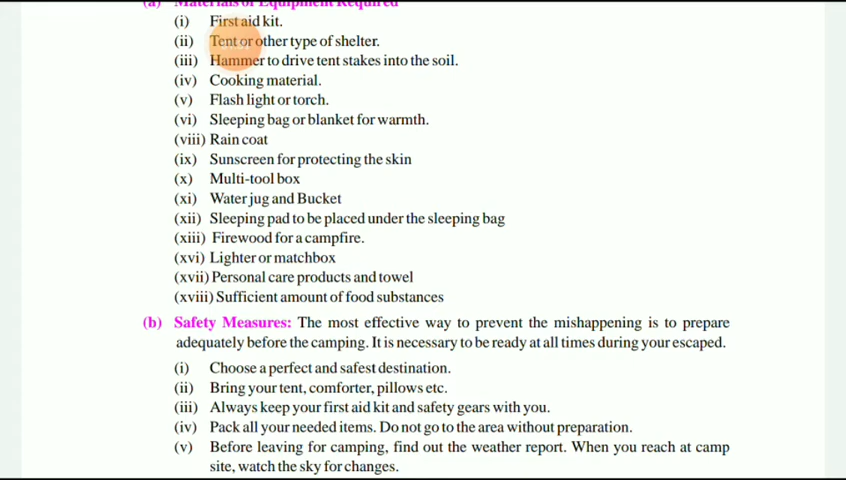 (a) Materials or Equipment Required
(i) First aid kit.
(ii) Tent or other type of shelter.
(iii) Hammer to drive tent stakes into the soil.
(iv) Cooking material.
(v) Flash light or torch.
(vi) Sleeping bag or blanket for warmth.
(viii) Rain coat
(ix) Sunscreen for protecting the skin
(x) Multi-tool box
(xi) Water jug and Bucket
(xii) Sleeping pad to be placed under the sleeping bag
(xiii) Firewood for a campfire.
(xvi) Lighter or matchbox
(xvii) Personal care products and towel
(xviii) Sufficient amount of food substances
(b) Safety Measures: The most effective way to prevent the mishappening is to prepare
adequately before the camping. It is necessary to be ready at all times during your escaped.
(i) Choose a perfect and safest destination.
(ii) Bring your tent, comforter, pillows etc.
(iii) Always keep your first aid kit and safety gears with you.
(iv) Pack all your needed items. Do not go to the area without preparation.
(v) Before leaving for camping, find out the weather report. When you reach at camp
site, watch the sky for changes.